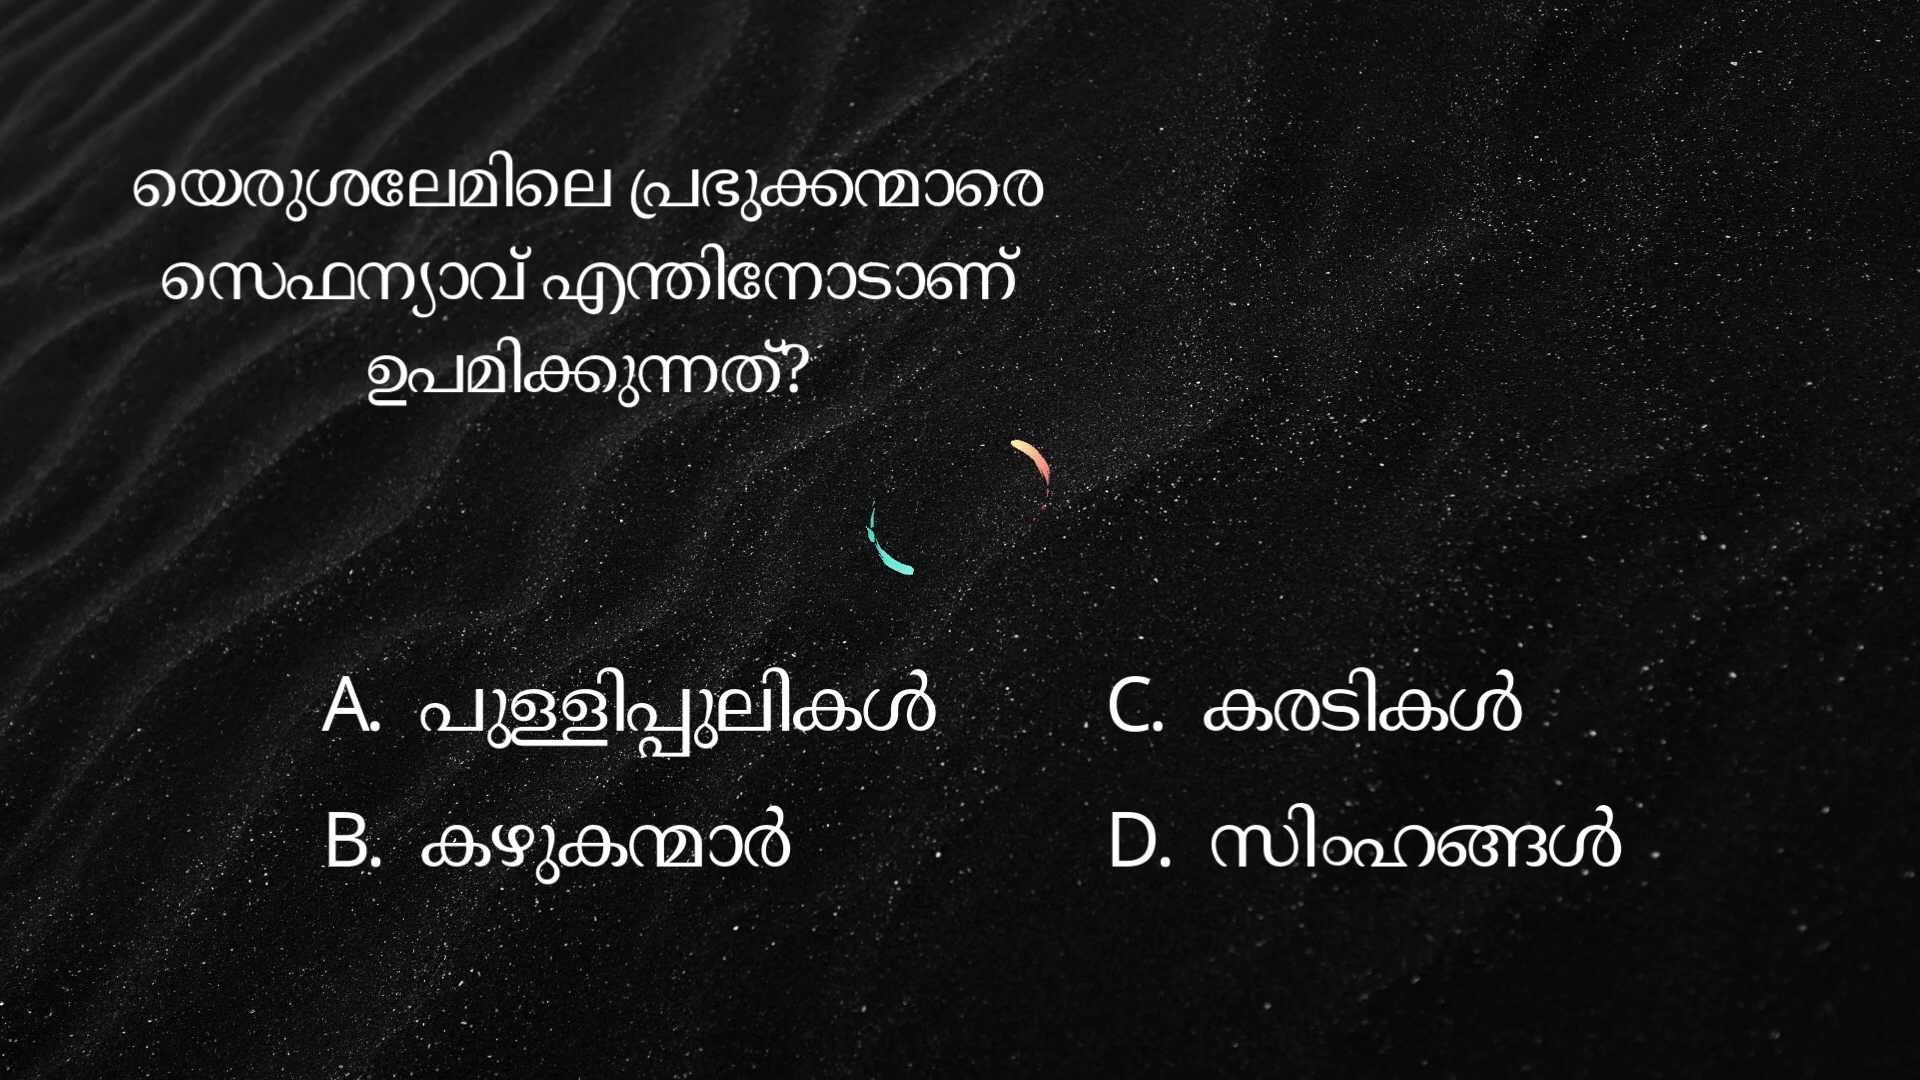 യെരുശലേമിലെ പ്രഭുക്കന്മാരെ
സെഫന്യാവ് എന്തിനോടാണ്
ഉപമിക്കുന്നത്?
A. പുള്ളിപ്പുലികൾ
B. കഴുകന്മാർ
C. കരടികൾ
D. സിംഹങ്ങൾ